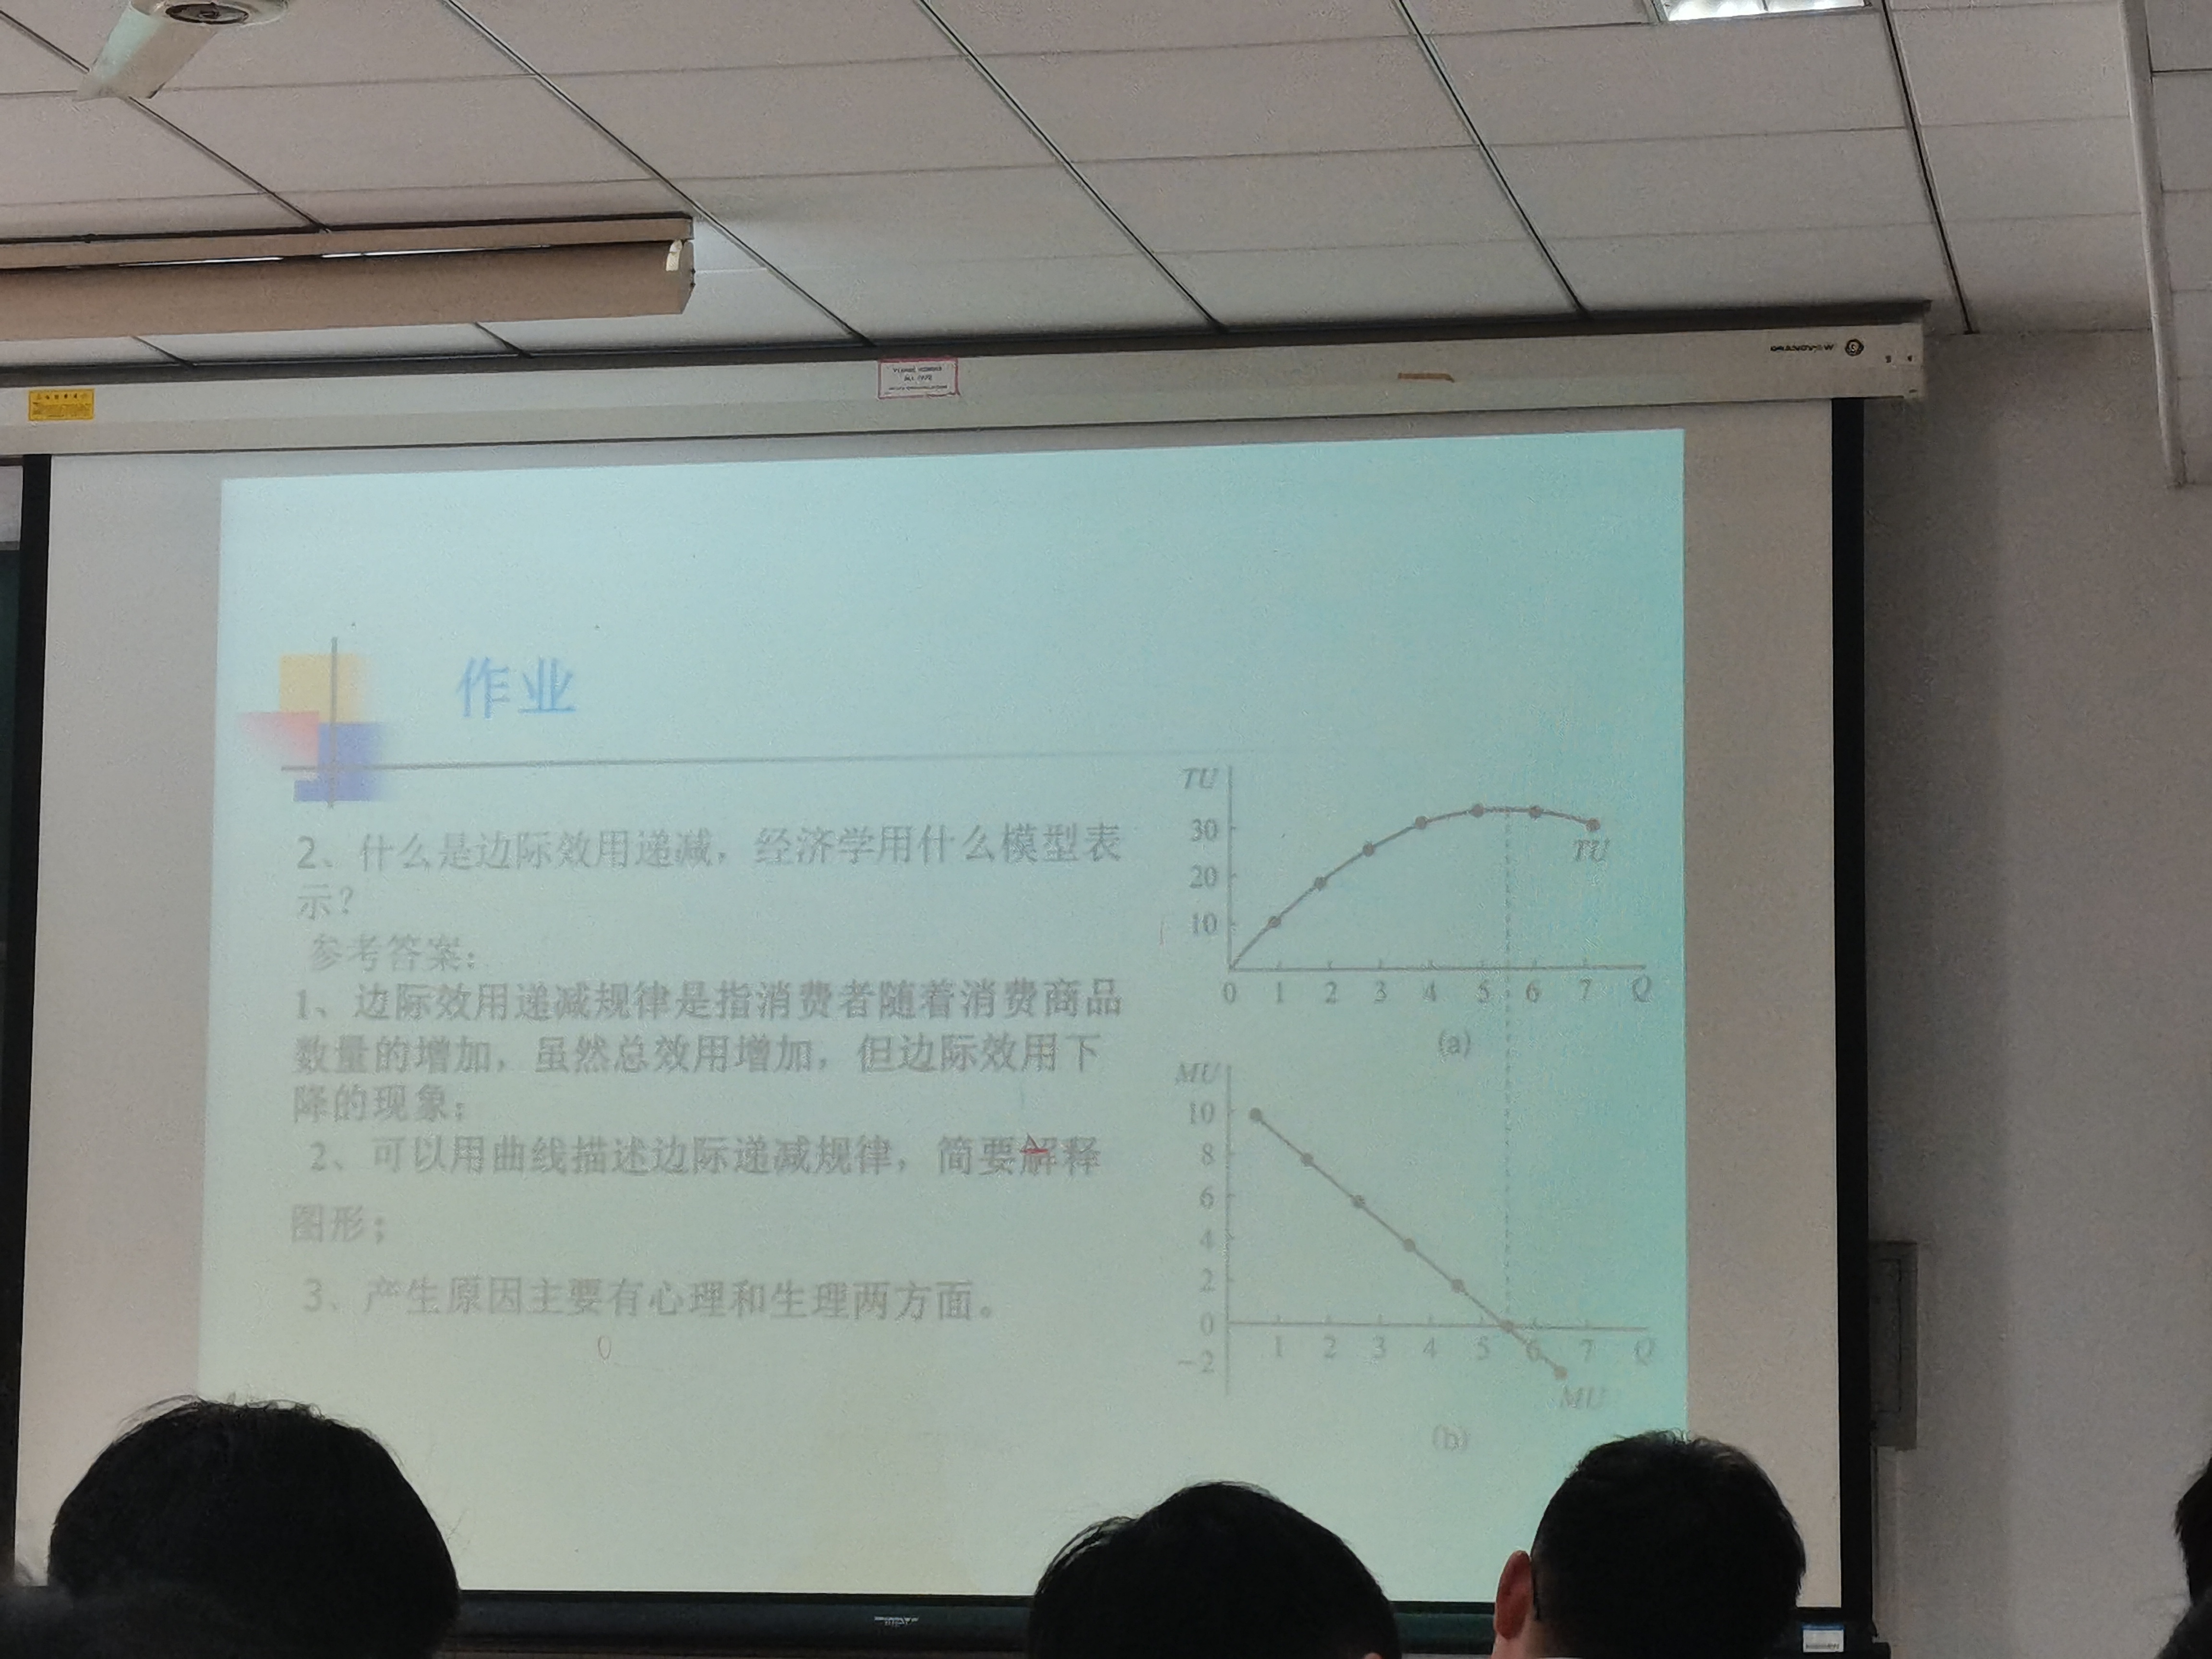 GRANDVIEW
作业
2、什么是边际效用递减，经济学用什么模型表
示？
参考答案：
1、边际效用递减规律是指消费者随着消费商品
数量的增加，虽然总效用增加，但边际效用下
降的现象；
2、可以用曲线描述边际递减规律，简要解释
图形；
3、产生原因主要有心理和生理两方面。
TU
30
20
10
TU
0 1 2 3 4 5 6 7 Q
(a)
MU
10
8
6
4
2
0
1 2 3 4 5 6 7 Q
-2
MU
(b)